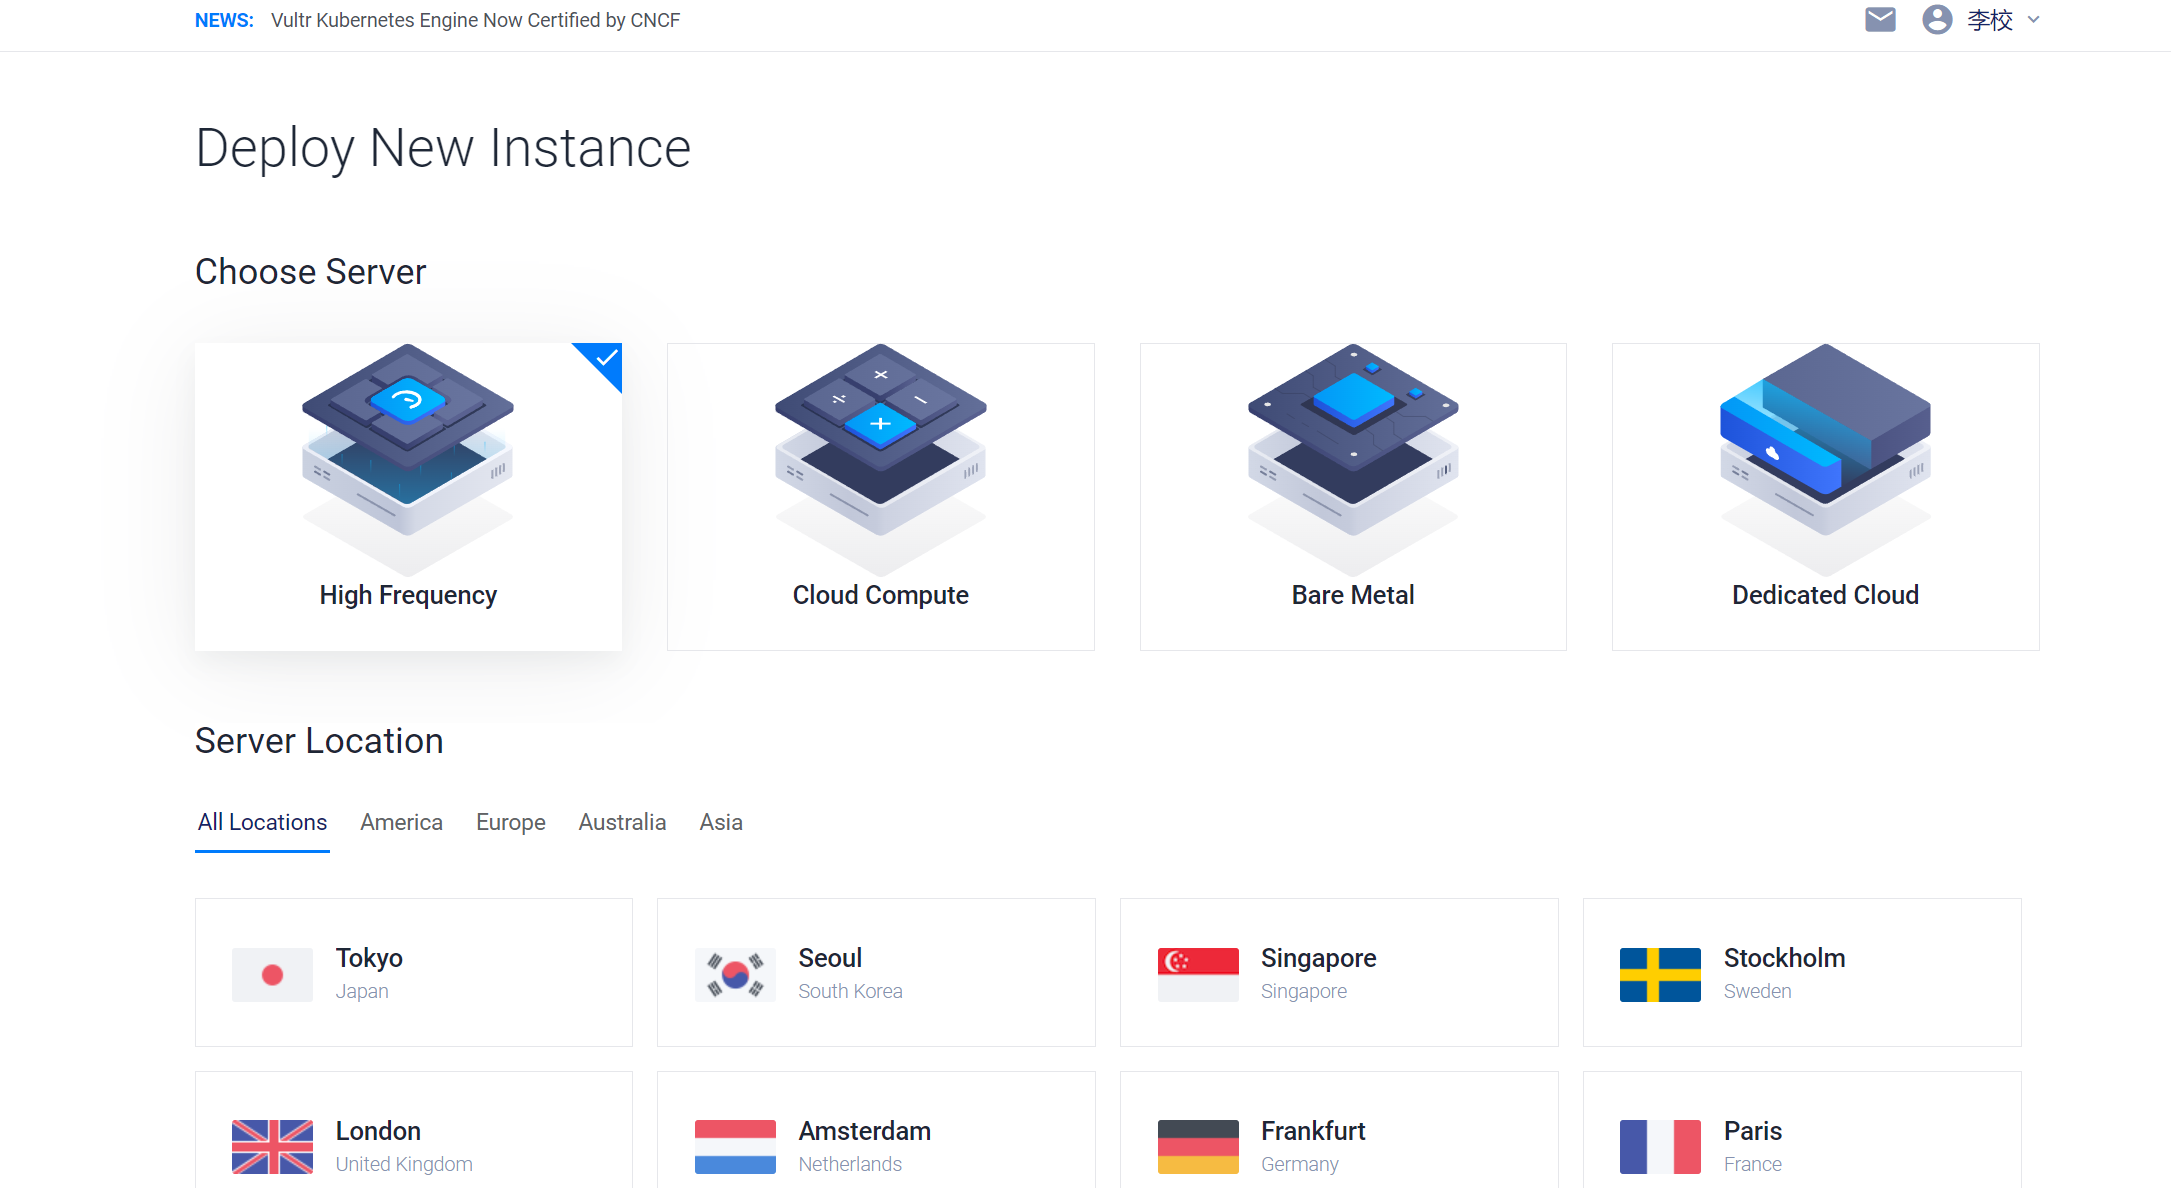 NEWS: Vultr Kubernetes Engine Now Certified by CNCF
李校
Deploy New Instance
Choose Server
High Frequency
Cloud Compute
Bare Metal
Dedicated Cloud
Server Location
All Locations America Europe Australia Asia
Tokyo
Japan
Seoul
South Korea
Singapore
Singapore
Stockholm
Sweden
London
United Kingdom
Amsterdam
Netherlands
Frankfurt
Germany
Paris
France